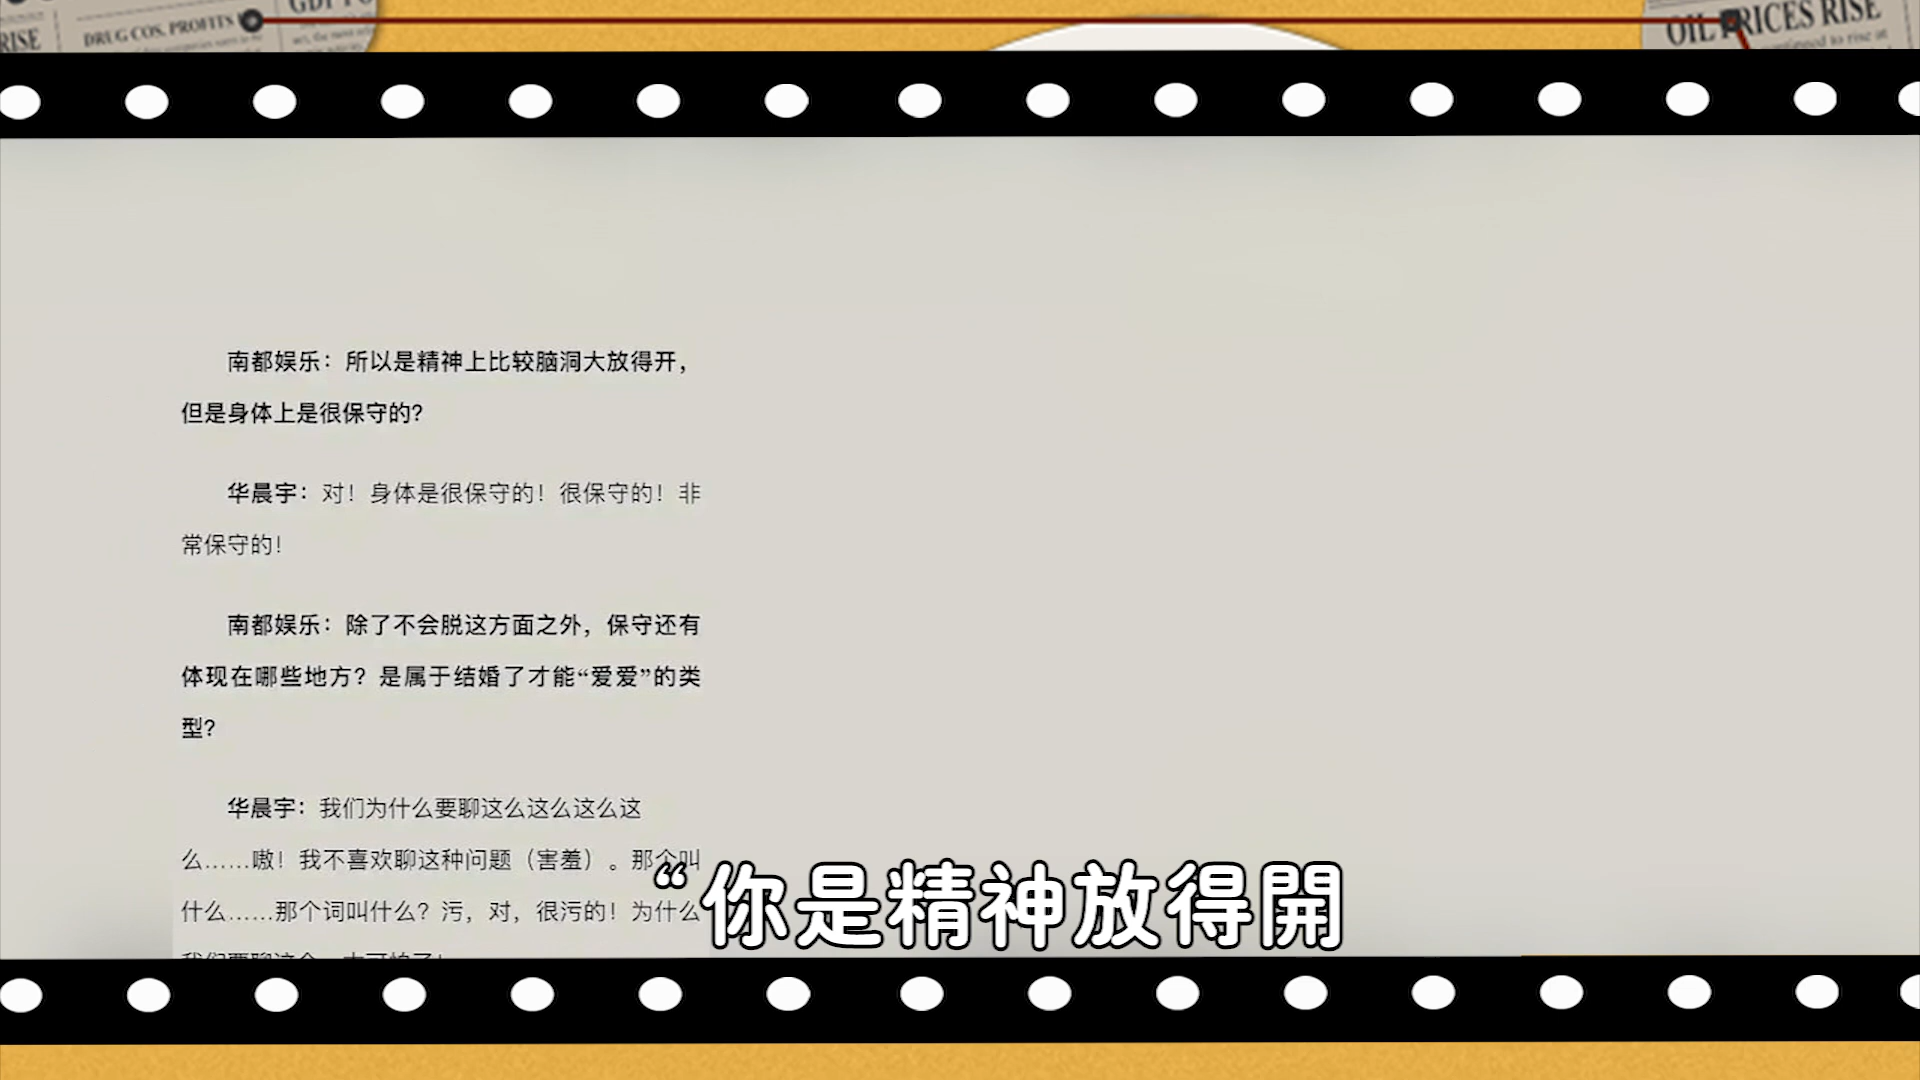 RISE
DRUG COS. PROFITS
OIL PRICES RISE
continued to rise at
南都娱乐：所以是精神上比较脑洞大放得开，
但是身体上是很保守的？
华晨宇：对！身体是很保守的！很保守的！非
常保守的！
南都娱乐：除了不会脱这方面之外，保守还有
体现在哪些地方？是属于结婚了才能“爱爱”的类
型？
华晨宇：我们为什么要聊这么这么这么这
么……嗷！我不喜欢聊这种问题（害羞）。那个叫
什么……那个词叫什么？污，对，很污的！为什么
“你是精神放得開